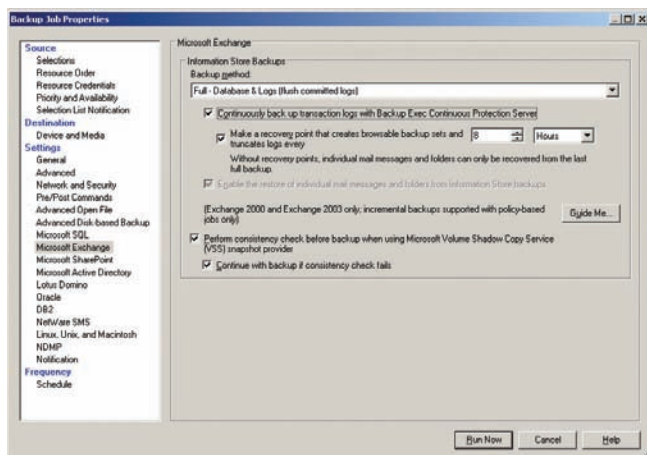 Backup Job Properties
Source
Selections
Resource Order
Resource Credentials
Priority and Availability
Selection List Notification
Destination
Device and Media
Settings
General
Advanced
Network and Security
Pre/Post Commands
Advanced Open File
Advanced Disk-based Backup
Microsoft SQL
Microsoft Exchange
Microsoft SharePoint
Microsoft Active Directory
Lotus Domino
Oracle
DB2
NetWare SMS
Linux, Unix, and Macintosh
NDMP
Notification
Frequency
Schedule
Microsoft Exchange
Information Store Backups
Backup method:
Full - Database & Logs (flush committed logs)
Continuously back up transaction logs with Backup Exec Continuous Protection Server
Make a recovery point that creates browsable backup sets and truncates logs every
8
Hours
Without recovery points, individual mail messages and folders can only be recovered from the last
full backup.
Enable the restore of individual mail messages and folders from Information Store backups
(Exchange 2000 and Exchange 2003 only; incremental backups supported with policy-based
jobs only)
Guide Me...
Perform consistency check before backup when using Microsoft Volume Shadow Copy Service
(VSS) snapshot provider
Continue with backup if consistency check fails
Run Now
Cancel
Help